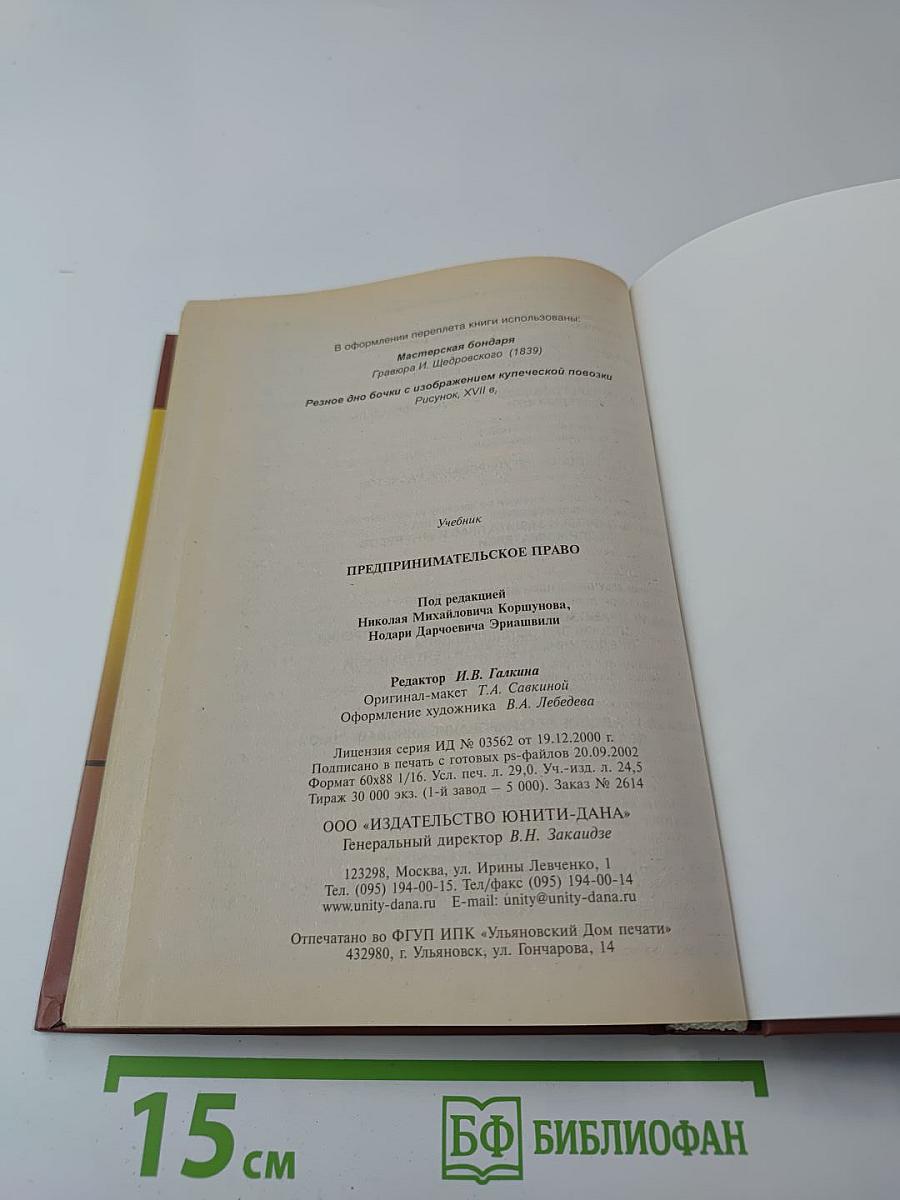 В оформлении переплета книги использованы:
Мастерская бондаря
Гравюра И. Щедровского (1839)
Резное дно бочки с изображением купеческой повозки
Рисунок, XVII в,
Учебник
ПРЕДПРИНИМАТЕЛЬСКОЕ ПРАВО
Под редакцией
Николая Михайловича Коршунова,
Нодари Дарчоевича Эриашвили
Редактор И.В. Галкина
Оригинал-макет Т.А. Савкиной
Оформление художника В.А. Лебедева
Лицензия серия ИД № 03562 от 19.12.2000 г.
Подписано в печать с готовых ps-файлов 20.09.2002
Формат 60x88 1/16. Усл. печ. л. 29,0. Уч.-изд. л. 24,5
Тираж 30 000 экз. (1-й завод – 5 000). Заказ № 2614
ООО «ИЗДАТЕЛЬСТВО ЮНИТИ-ДАНА»
Генеральный директор В.Н. Закаидзе
123298, Москва, ул. Ирины Левченко, 1
Тел. (095) 194-00-15. Тел/факс (095) 194-00-14
www.unity-dana.ru E-mail: unity@unity-dana.ru
Отпечатано во ФГУП ИПК «Ульяновский Дом печати»
432980, г. Ульяновск, ул. Гончарова, 14
15 см
БФ БИБЛИОФАН